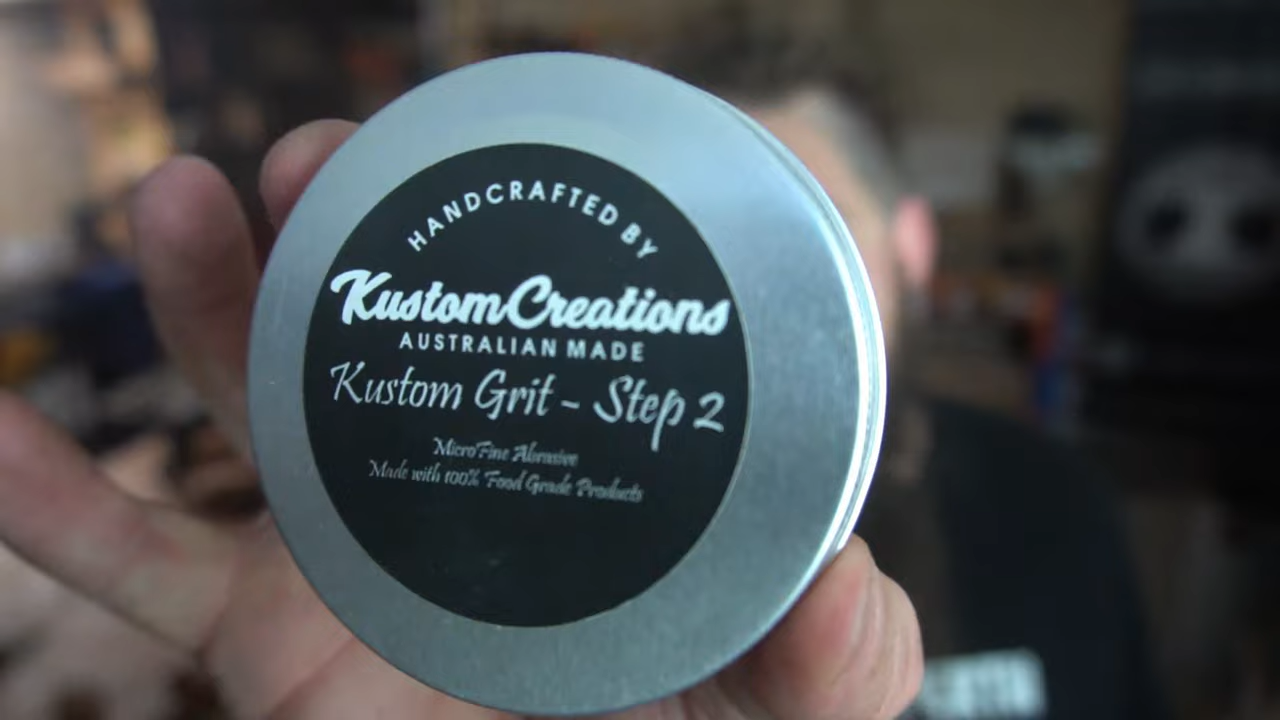 HANDCRAFTED BY
KustomCreations
AUSTRALIAN MADE
Kustom Grit - Step 2
MicroFine Abrasive
Made with 100% Food Grade Products